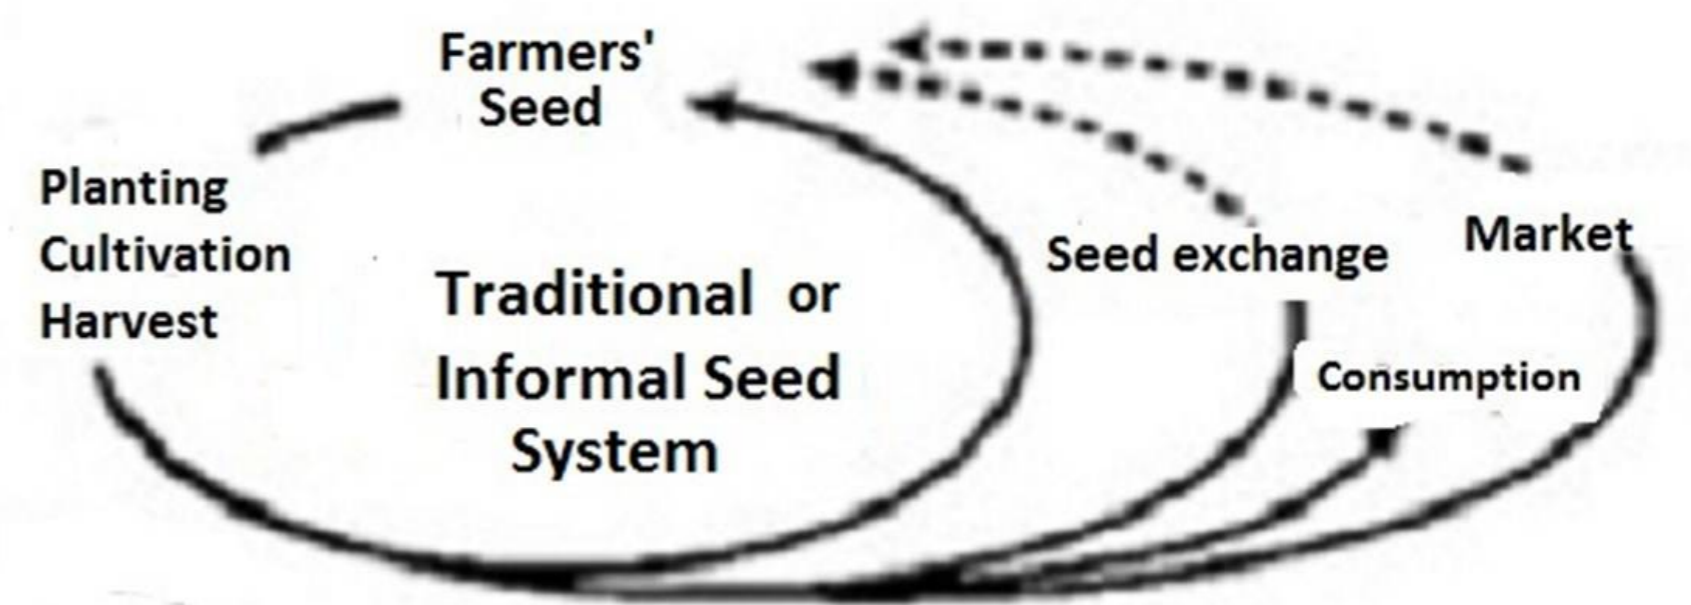 Farmers'
Seed
Planting
Cultivation
Harvest
Traditional or
Informal Seed
System
Seed exchange
Market
Consumption